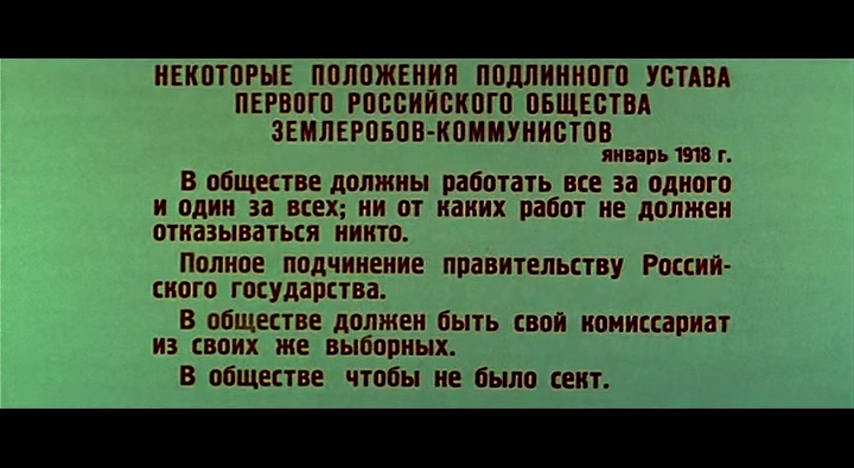 НЕКОТОРЫЕ ПОЛОЖЕНИЯ ПОДЛИННОГО УСТАВА
ПЕРВОГО РОССИЙСКОГО ОБЩЕСТВА
ЗЕМЛЕРОБОВ-КОММУНИСТОВ
январь 1918 г.
В обществе должны работать все за одного
и один за всех; ни от каких работ не должен
отказываться никто.
Полное подчинение правительству Россий-
ского государства.
В обществе должен быть свой комиссариат
из своих же выборных.
В обществе чтобы не было сект.